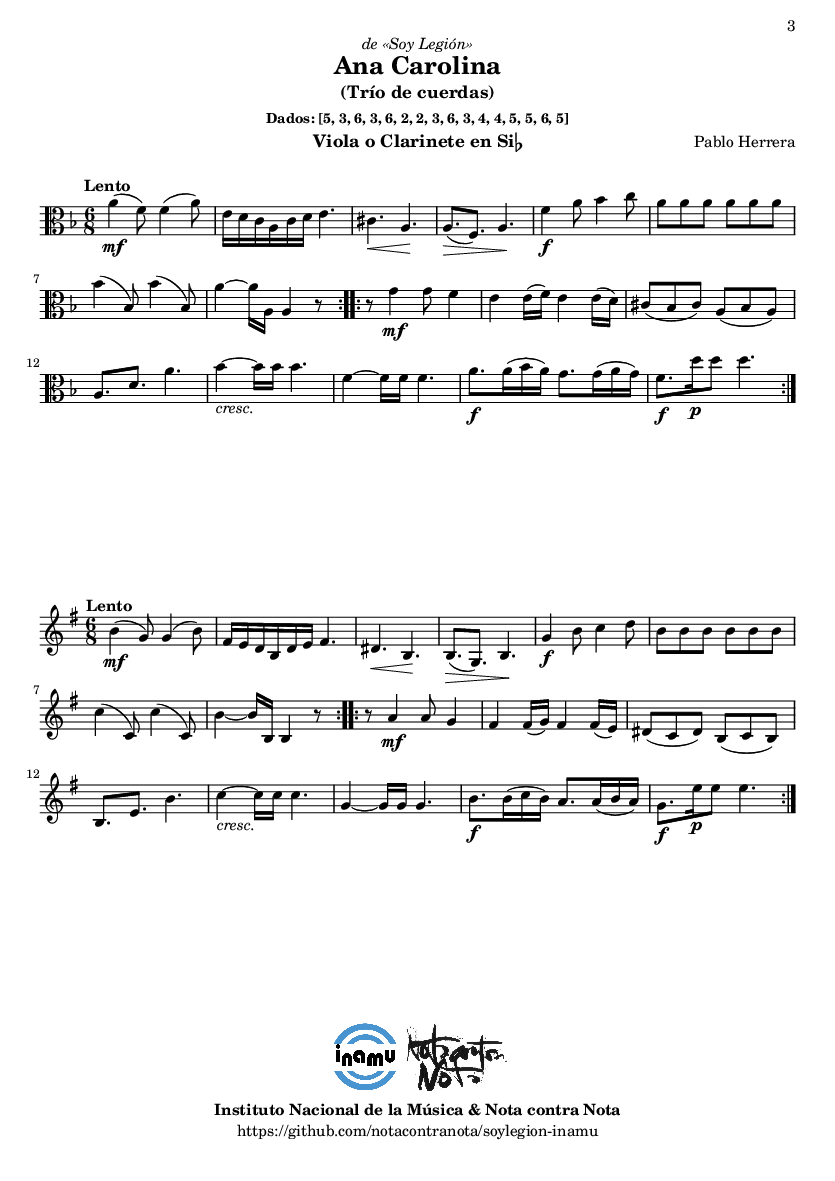 3
de «Soy Legión»
Ana Carolina
(Trío de cuerdas)
Dados: [5, 3, 6, 3, 6, 2, 2, 3, 6, 3, 4, 4, 5, 5, 6, 5]
Viola o Clarinete en Si♭
Pablo Herrera
Lento
6
8
mf
f
7
mf
12
cresc.
f
f
p
Lento
6
8
mf
f
7
mf
12
cresc.
f
f
p
inamu
Nota contra Nota
Instituto Nacional de la Música & Nota contra Nota
https://github.com/notacontranota/soylegion-inamu